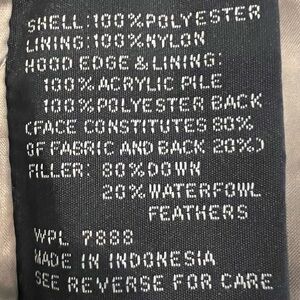 SHELL:100%POLYESTER
LINING:100%NYLON
HOOD EDGE & LINING:
100% ACRYLIC PILE
100% POLYESTER BACK
(FACE CONSTITUTES 80%
OF FABRIC AND BACK 20%)
FILLER: 80% DOWN
20% WATERFOWL
FEATHERS
WPL 7888
MADE IN INDONESIA
SEE REVERSE FOR CARE